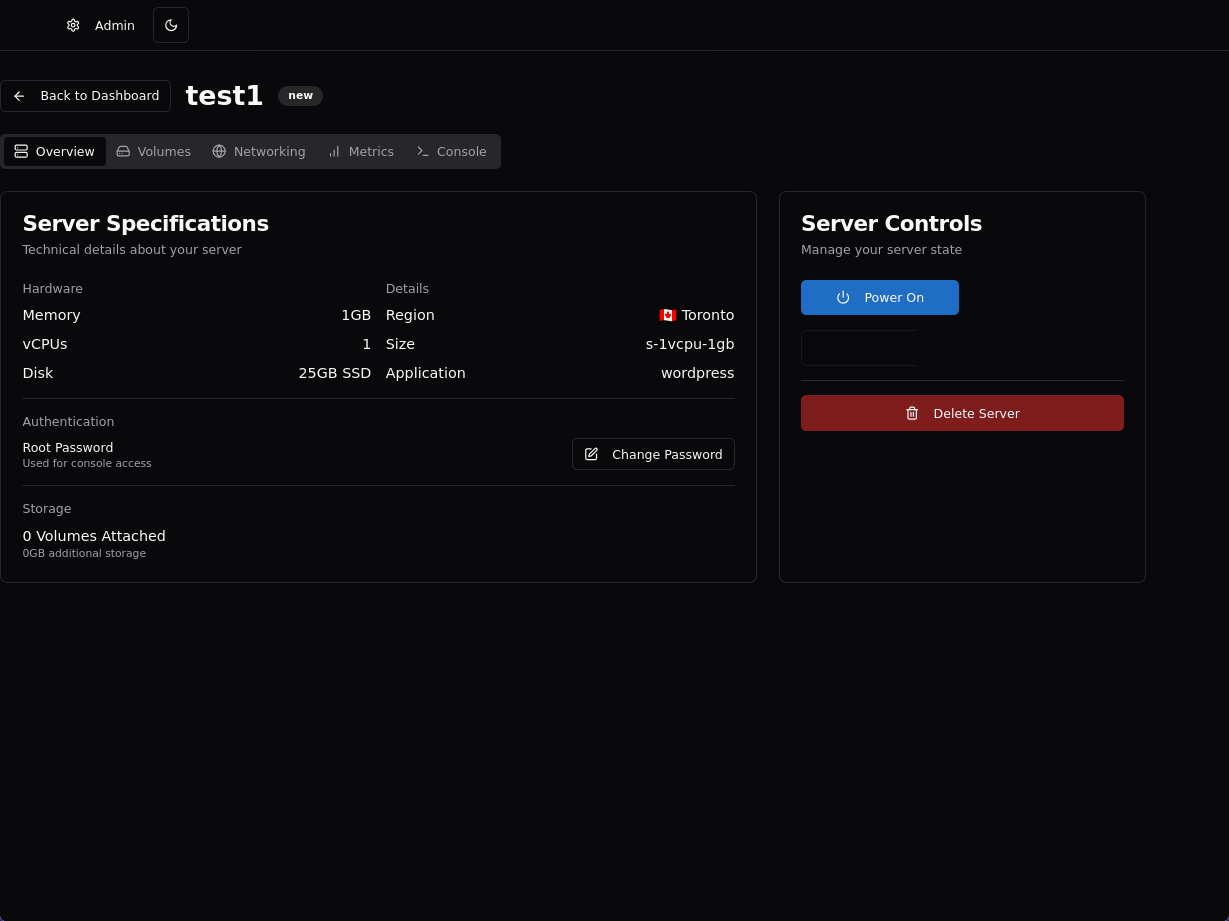 Admin
Back to Dashboard test1 new
Overview Volumes Networking Metrics Console
Server Specifications
Technical details about your server
Hardware Details
Memory 1GB Region 🇨🇦 Toronto
vCPUs 1 Size s-1vcpu-1gb
Disk 25GB SSD Application wordpress
Authentication
Root Password
Used for console access
Change Password
Storage
0 Volumes Attached
0GB additional storage
Server Controls
Manage your server state
Power On
Delete Server